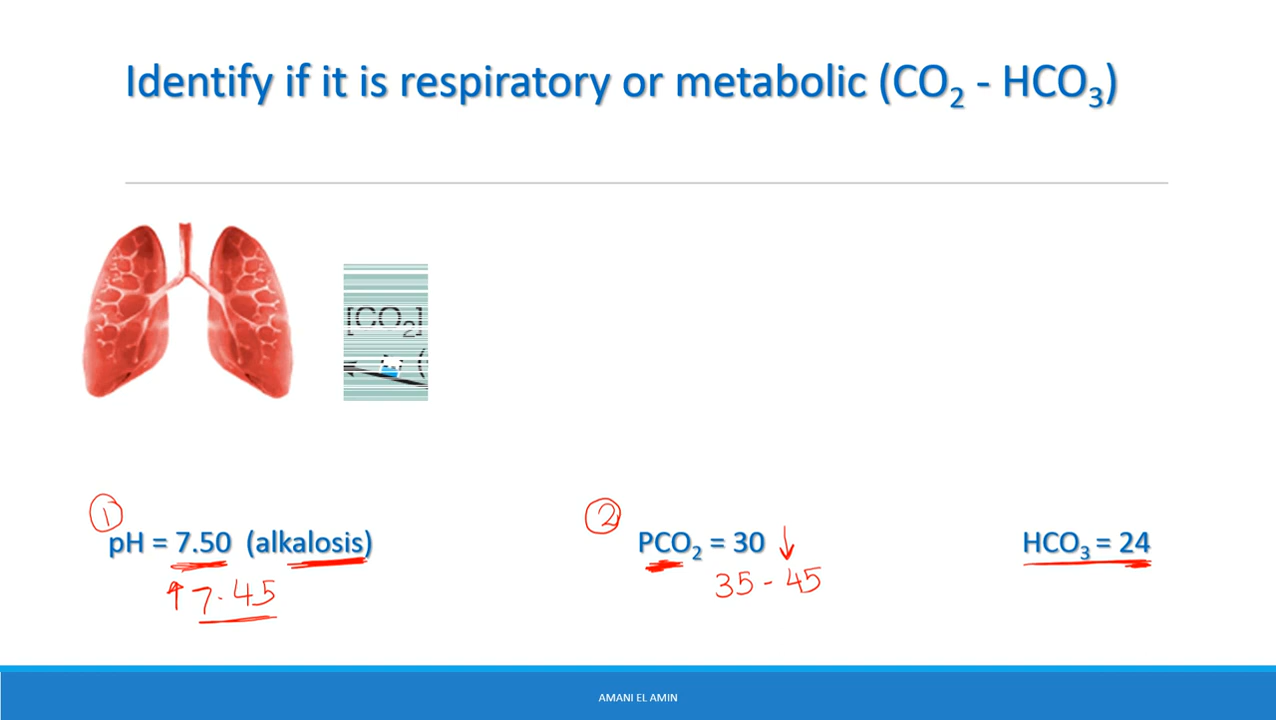 Identify if it is respiratory or metabolic (CO₂ - HCO₃)
[CO₂]
(
①
pH = 7.50 (alkalosis)
↑ 7.45
②
PCO₂ = 30 ↓
35 - 45
HCO₃ = 24
AMANI EL AMIN